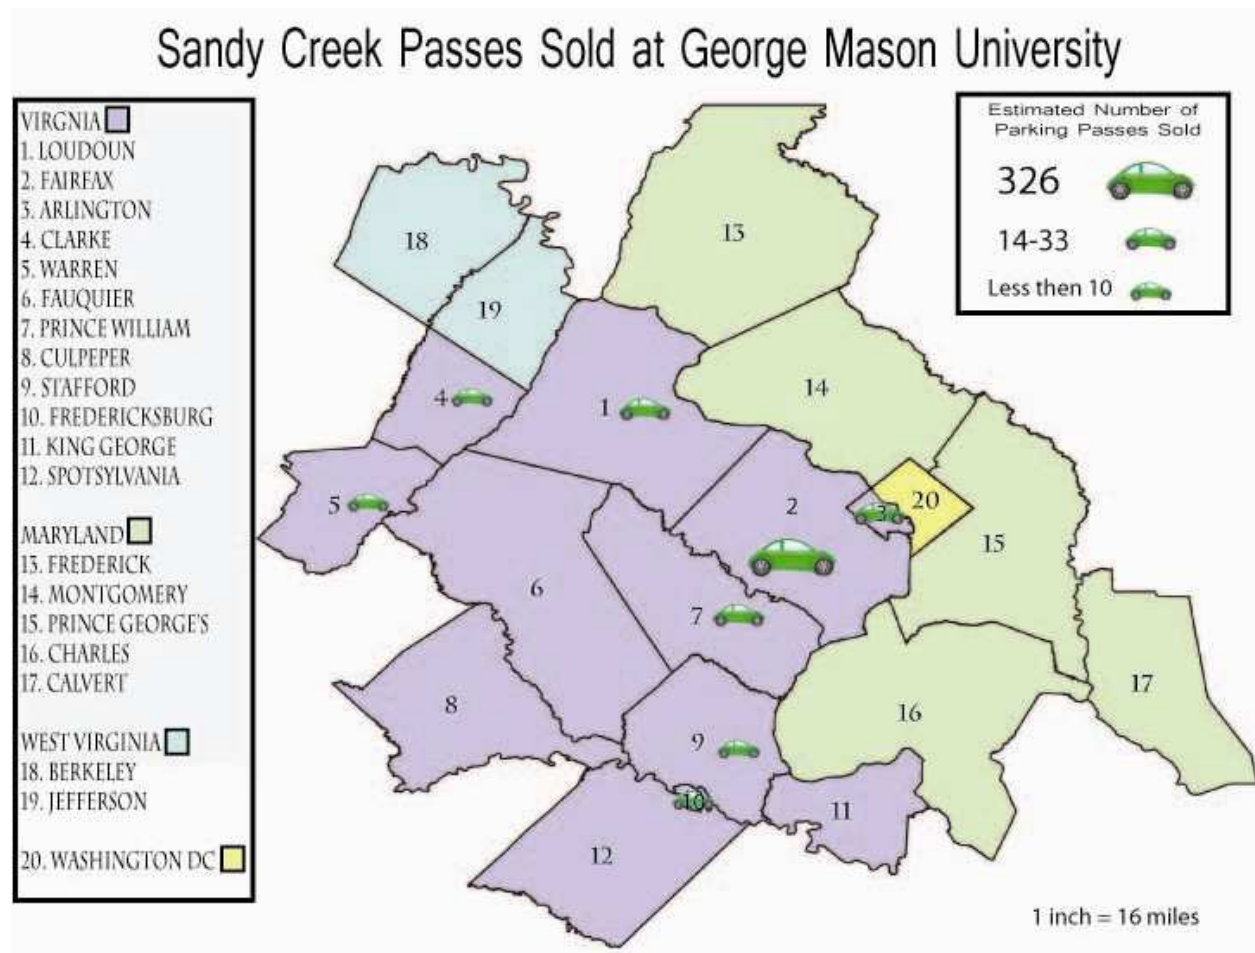 Sandy Creek Passes Sold at George Mason University
VIRGNIA
1. LOUDOUN
2. FAIRFAX
3. ARLINGTON
4. CLARKE
5. WARREN
6. FAUQUIER
7. PRINCE WILLIAM
8. CULPEPER
9. STAFFORD
10. FREDERICKSBURG
11. KING GEORGE
12. SPOTSYLVANIA
MARYLAND
13. FREDERICK
14. MONTGOMERY
15. PRINCE GEORGE'S
16. CHARLES
17. CALVERT
WEST VIRGINIA
18. BERKELEY
19. JEFFERSON
20. WASHINGTON DC
Estimated Number of
Parking Passes Sold
326
14-33
Less then 10
13
18
19
14
4
1
5
2
3
20
15
6
7
17
8
16
9
10
11
12
1 inch = 16 miles